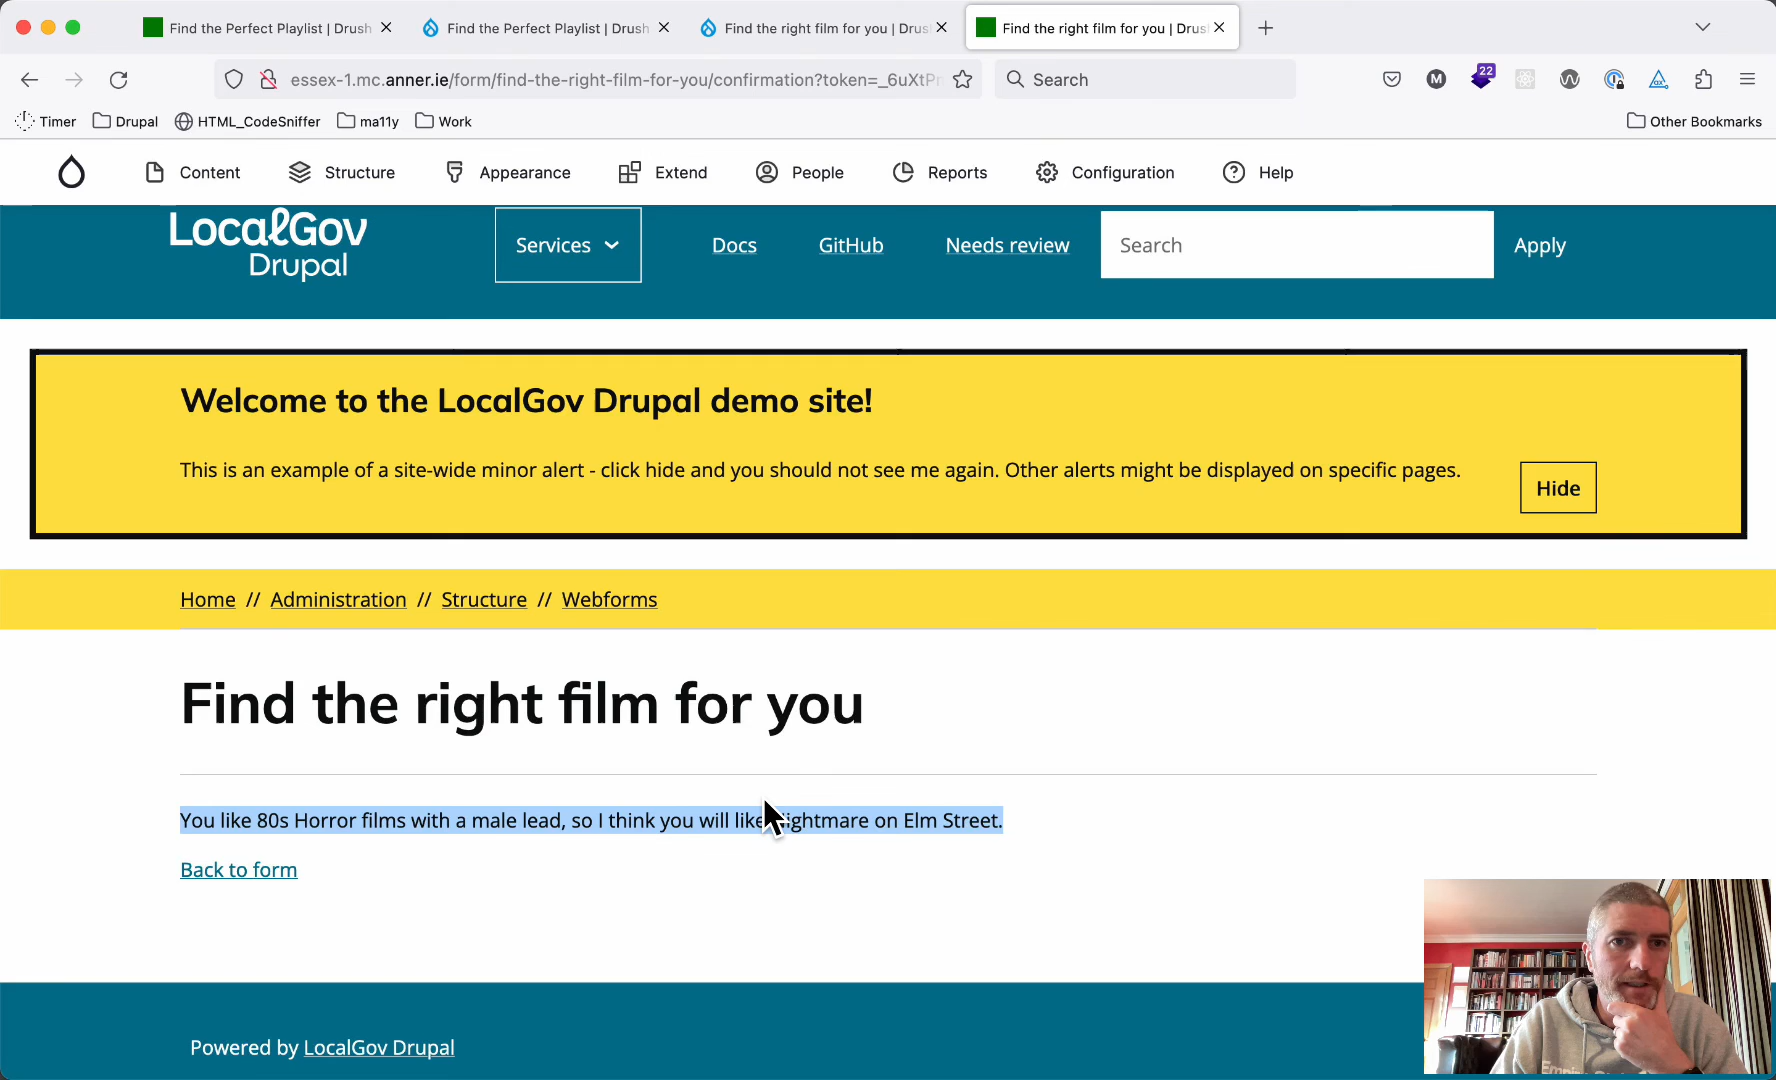 Find the Perfect Playlist | Drush
Find the Perfect Playlist | Drush
Find the right film for you | Drus
Find the right film for you | Drus
essex-1.mc.anner.ie/form/find-the-right-film-for-you/confirmation?token=_6uXtPr
Search
22
Timer
Drupal
HTML_CodeSniffer
ma11y
Work
Other Bookmarks
Content
Structure
Appearance
Extend
People
Reports
Configuration
Help
LocalGov
Drupal
Services
Docs
GitHub
Needs review
Search
Apply
Welcome to the LocalGov Drupal demo site!
This is an example of a site-wide minor alert - click hide and you should not see me again. Other alerts might be displayed on specific pages.
Hide
Home // Administration // Structure // Webforms
Find the right film for you
You like 80s Horror films with a male lead, so I think you will like Nightmare on Elm Street.
Back to form
Powered by LocalGov Drupal